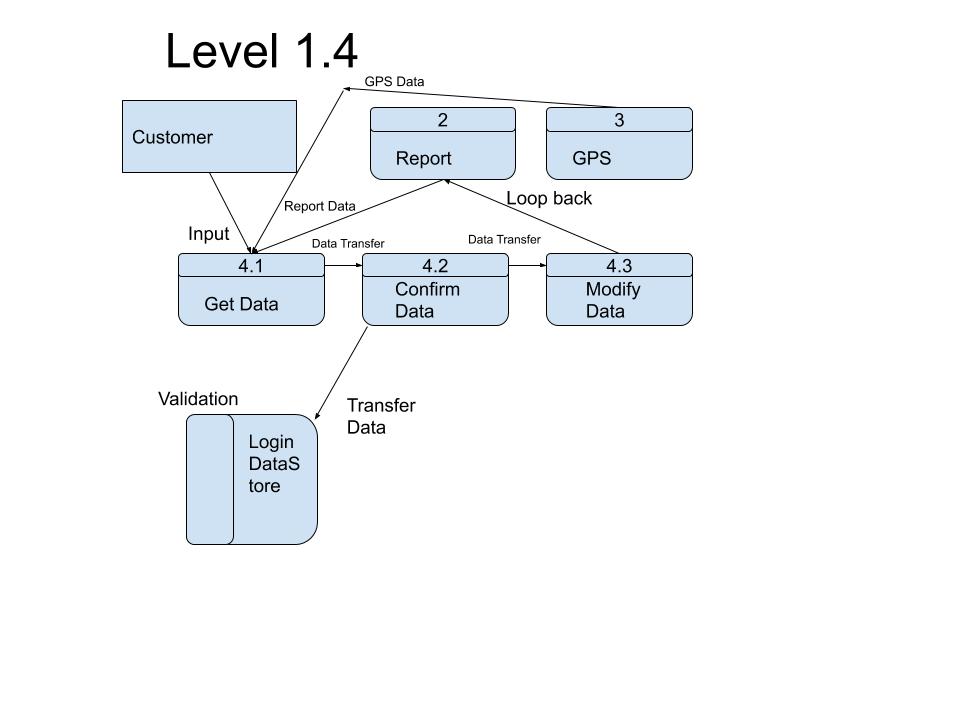 Level 1.4
GPS Data
Customer
2
Report
3
GPS
Loop back
Report Data
Input
Data Transfer
Data Transfer
4.1
Get Data
4.2
Confirm
Data
4.3
Modify
Data
Validation
Transfer
Data
Login
DataS
tore